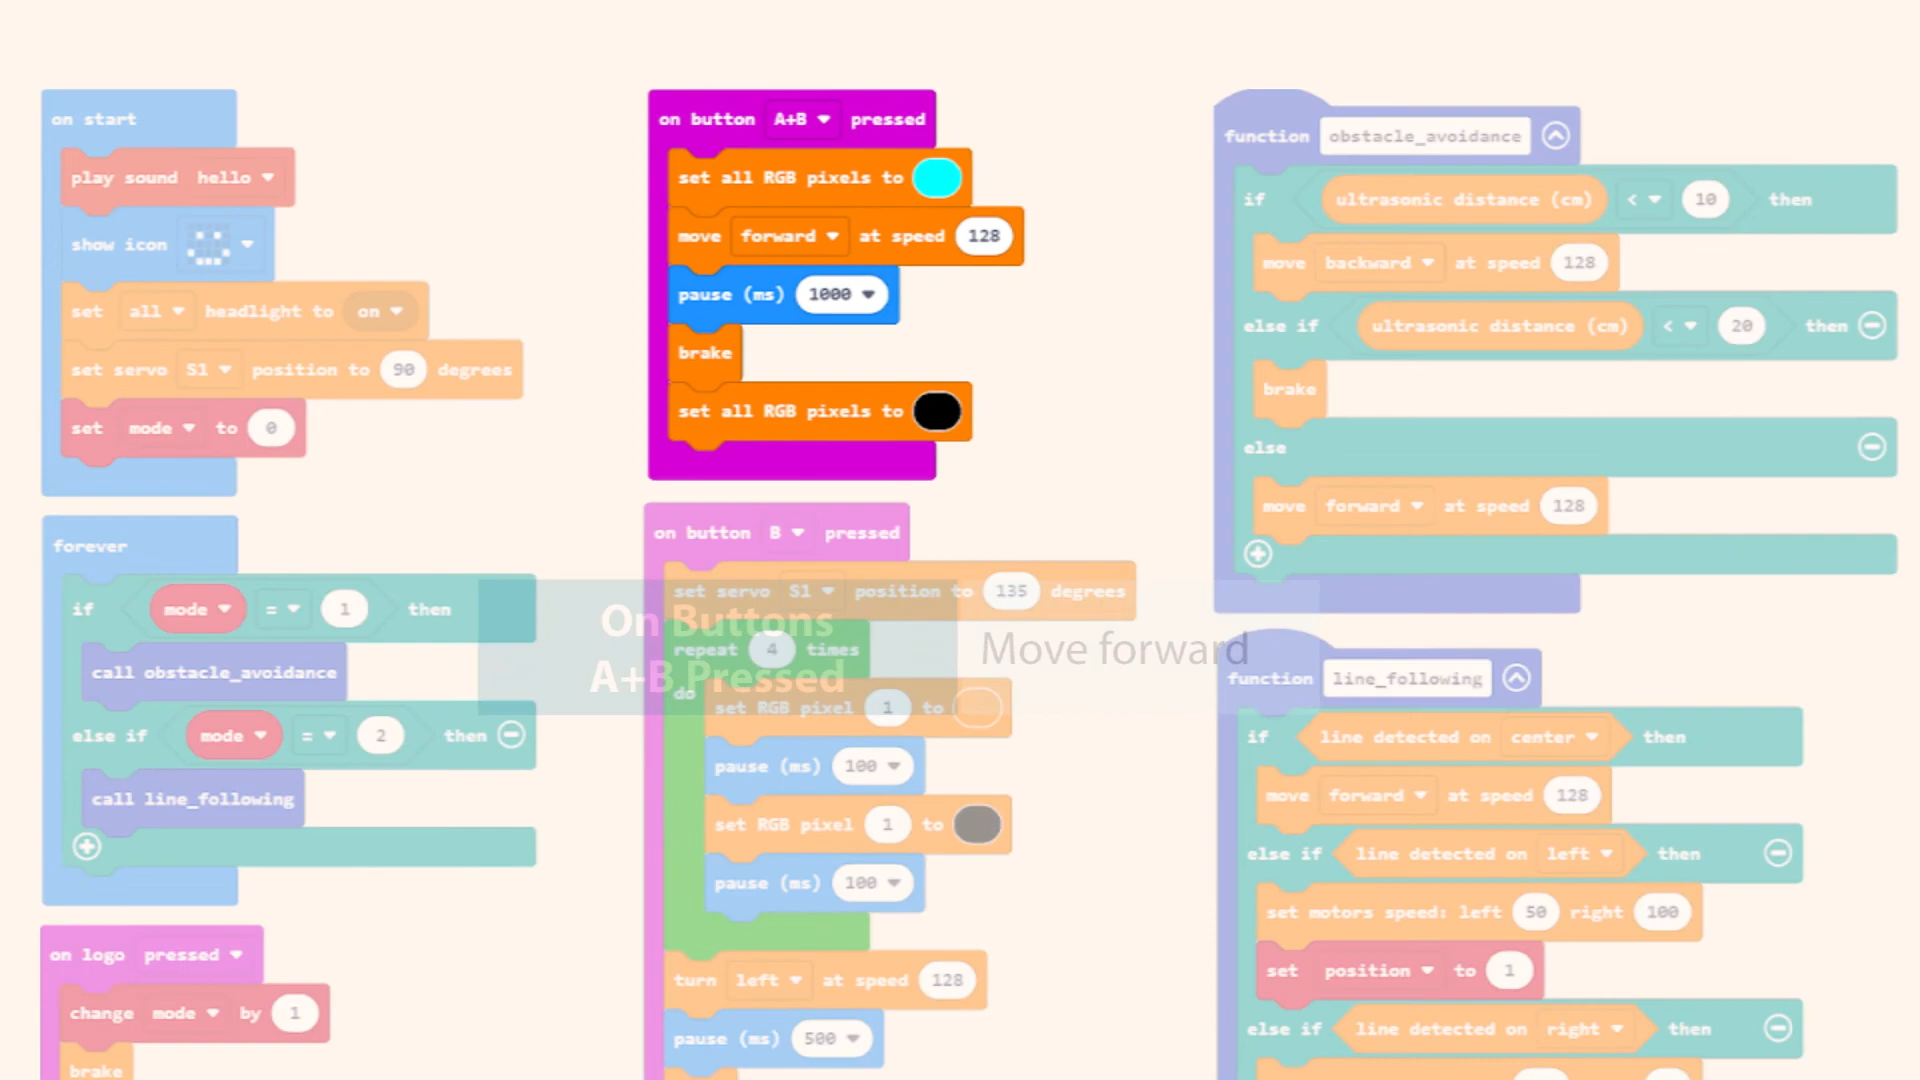 on start
play sound hello
show icon
set all headlight to on
set servo S1 position to 90 degrees
set mode to 0
forever
if mode = 1 then
call obstacle_avoidance
else if mode = 2 then
call line_following
on logo pressed
change mode by 1
brake
on button A+B pressed
set all RGB pixels to
move forward at speed 128
pause (ms) 1000
brake
set all RGB pixels to
on button B pressed
set servo S1 position to 135 degrees
repeat 4 times
do
set RGB pixel 1 to
pause (ms) 100
set RGB pixel 1 to
pause (ms) 100
turn left at speed 128
pause (ms) 500
On Buttons
A+B Pressed
Move forward
function obstacle_avoidance
if ultrasonic distance (cm) < 10 then
move backward at speed 128
else if ultrasonic distance (cm) < 20 then
brake
else
move forward at speed 128
function line_following
if line detected on center then
move forward at speed 128
else if line detected on left then
set motors speed: left 50 right 100
set position to 1
else if line detected on right then